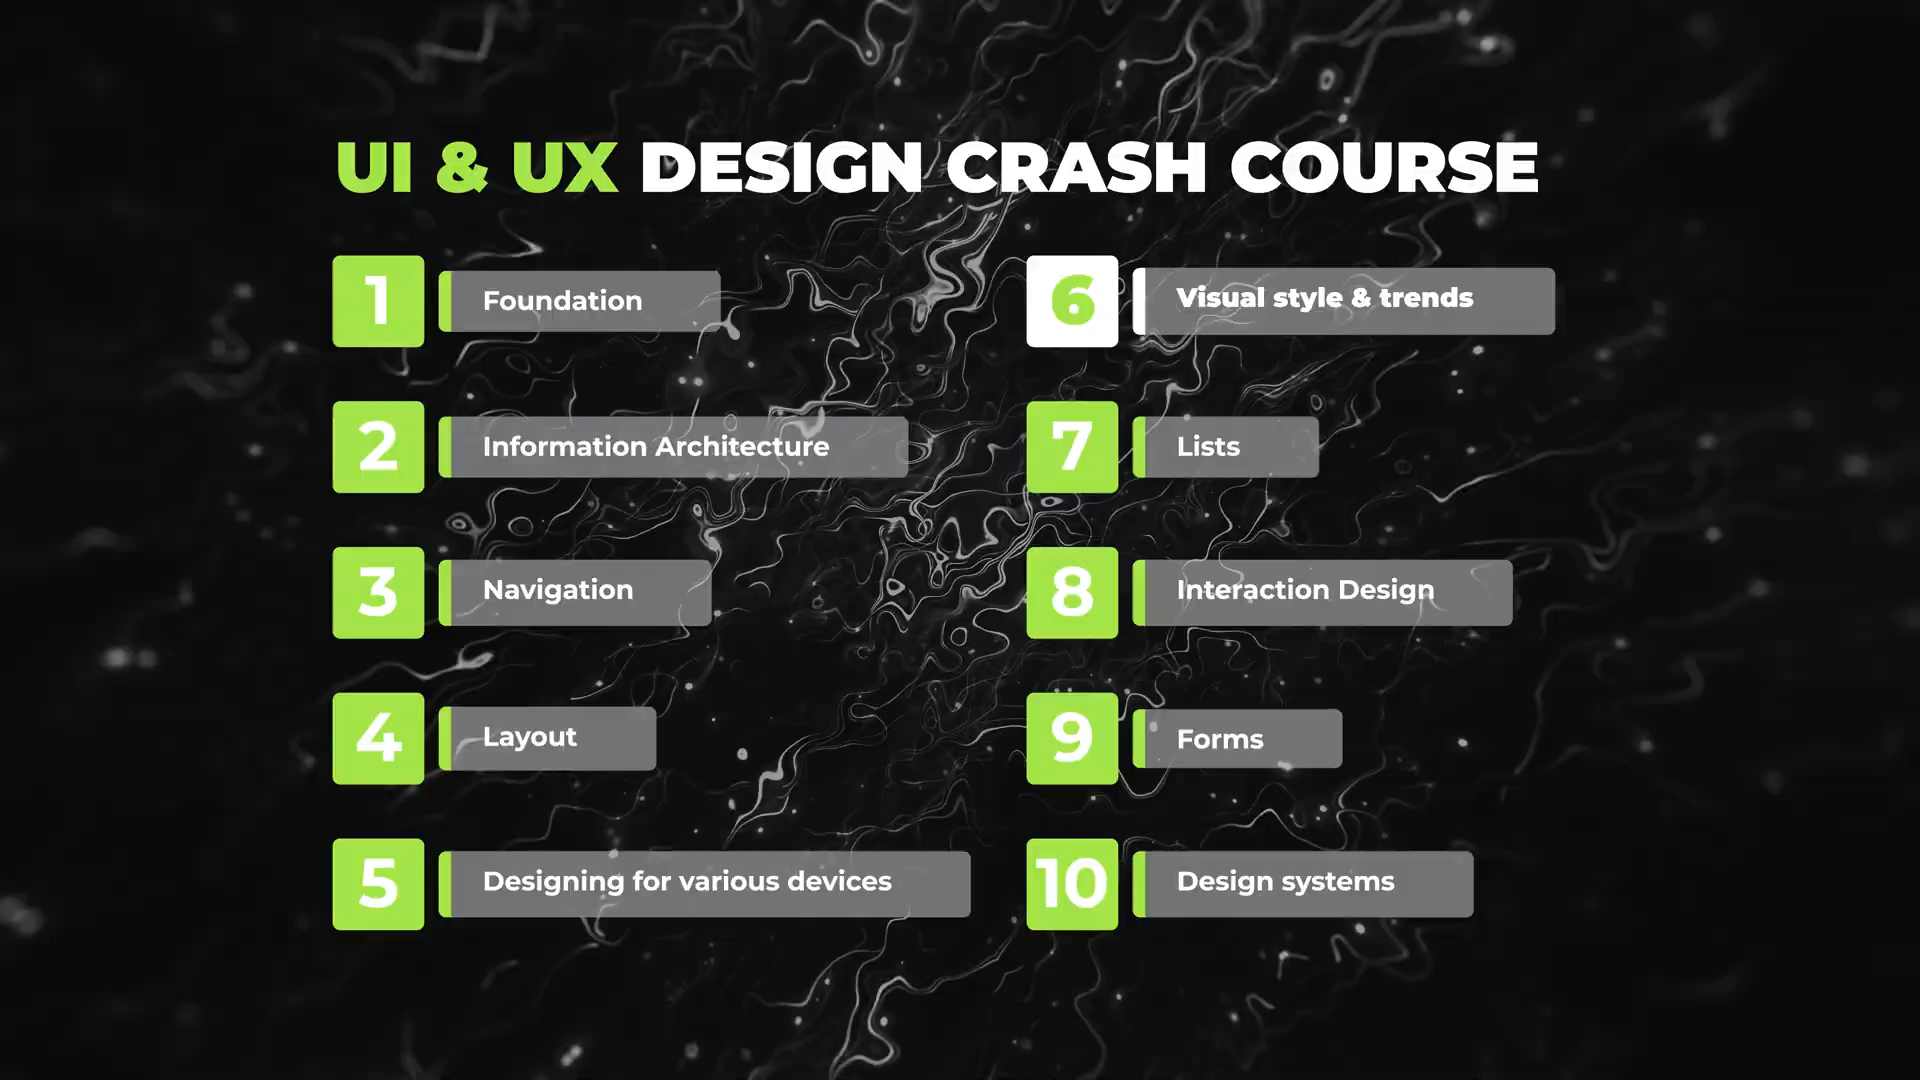 UI & UX DESIGN CRASH COURSE
1 Foundation
2 Information Architecture
3 Navigation
4 Layout
5 Designing for various devices
6 Visual style & trends
7 Lists
8 Interaction Design
9 Forms
10 Design systems